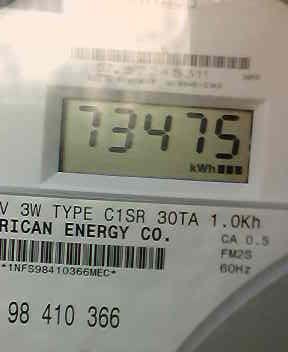 73475
kWh
V 3W TYPE C1SR 30TA 1.0Kh
RICAN ENERGY CO.
CA 0.5
FM2S
60Hz
*1NFS98410366MEC*
98 410 366